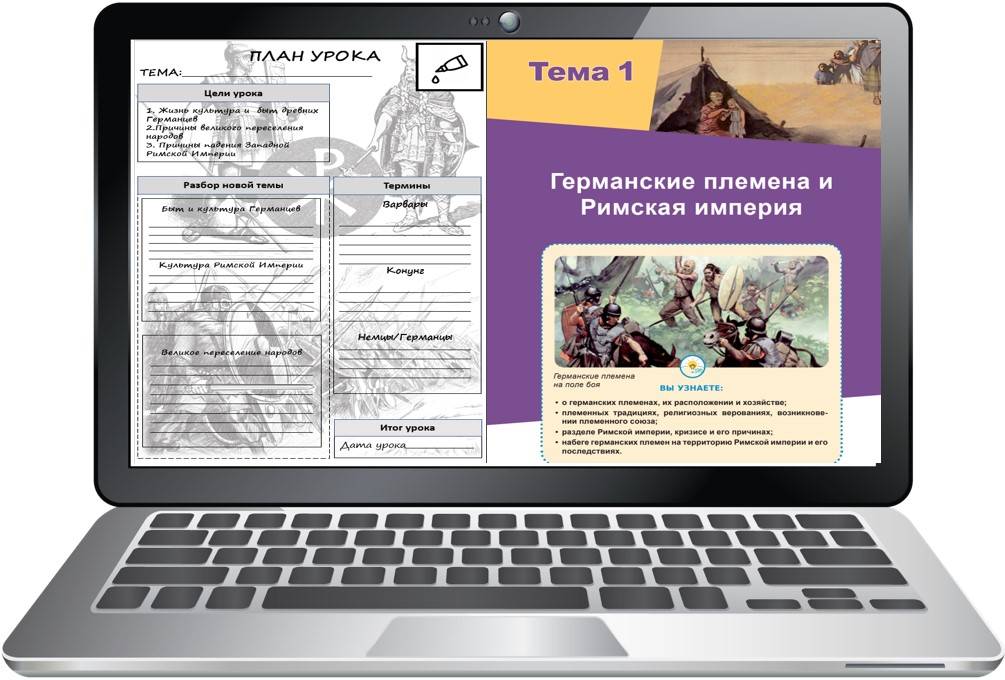 ПЛАН УРОКА
ТЕМА:
Цели урока
1. Жизнь культура и быт древних
Германцев
2.Причины великого переселения
народов
3. Причины падения Западной
Римской Империи
Разбор новой темы
Быт и культура Германцев
Культура Римской Империи
Великое переселение народов
Термины
Варвары
Конунг
Немцы/Германцы
Итог урока
Дата урока
Тема 1
Германские племена и
Римская империя
Германские племена
на поле боя
ВЫ УЗНАЕТЕ:
• о германских племенах, их расположении и хозяйстве;
• племенных традициях, религиозных верованиях, возникнове-
нии племенного союза;
• разделе Римской империи, кризисе и его причинах;
• набеге германских племен на территорию Римской империи и его
последствиях.